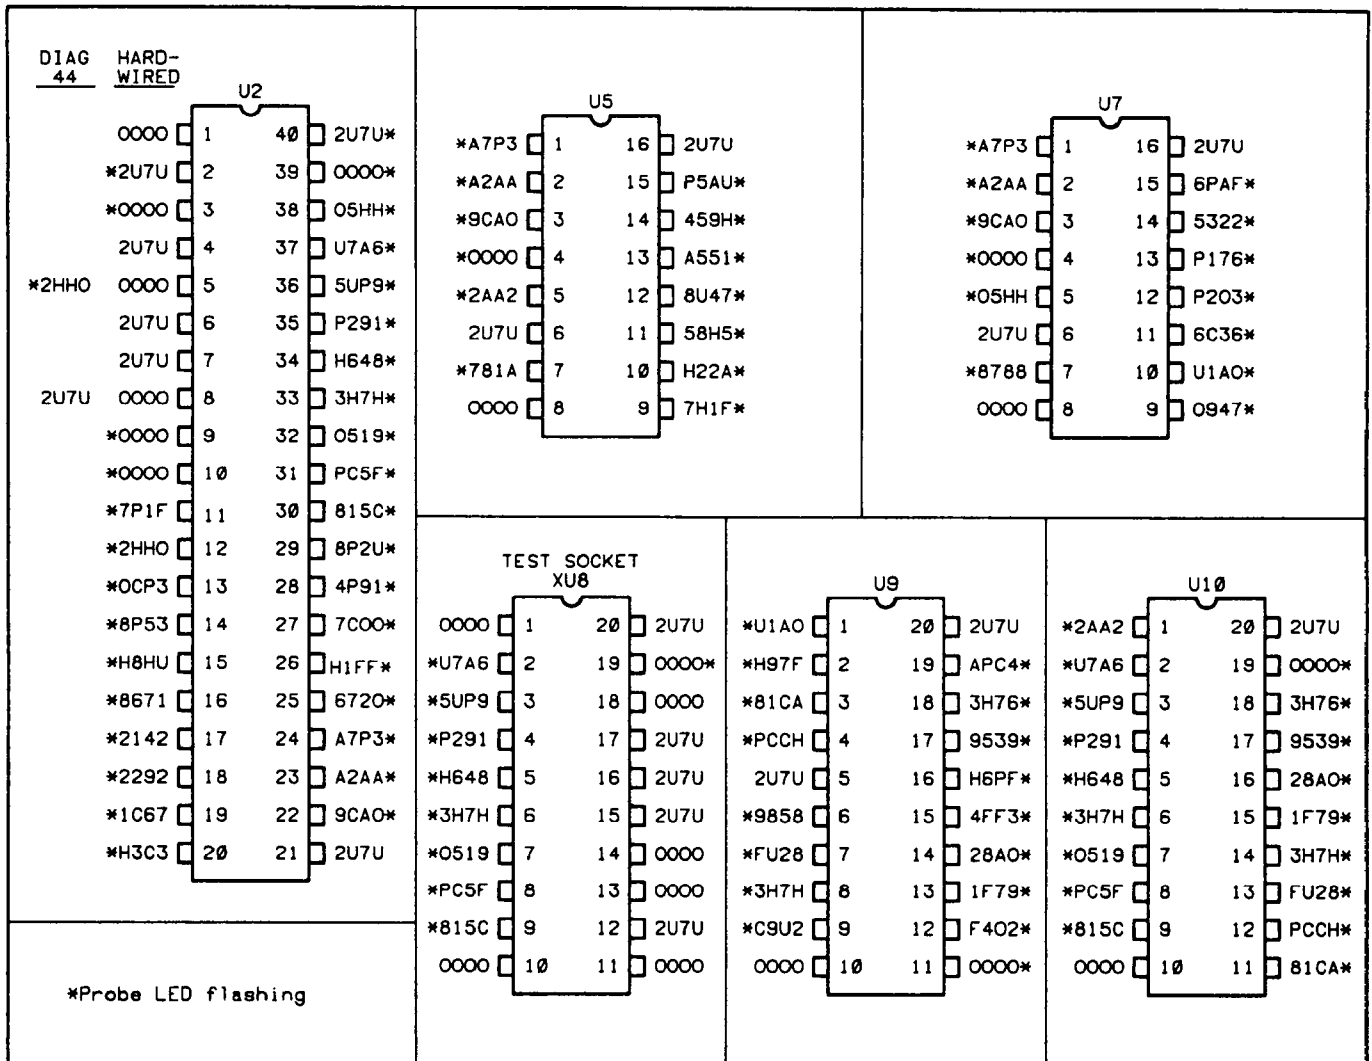 DIAG HARD-
44 WIRED
U2
0000 1 40 2U7U*
*2U7U 2 39 0000*
*0000 3 38 05HH*
2U7U 4 37 U7A6*
*2HH0 0000 5 36 5UP9*
2U7U 6 35 P291*
2U7U 7 34 H648*
2U7U 0000 8 33 3H7H*
*0000 9 32 0519*
*0000 10 31 PC5F*
*7P1F 11 30 815C*
*2HH0 12 29 8P2U*
*0CP3 13 28 4P91*
*8P53 14 27 7C00*
*H8HU 15 26 H1FF*
*8671 16 25 6720*
*2142 17 24 A7P3*
*2292 18 23 A2AA*
*1C67 19 22 9CA0*
*H3C3 20 21 2U7U
*Probe LED flashing
U5
*A7P3 1 16 2U7U
*A2AA 2 15 P5AU*
*9CA0 3 14 459H*
*0000 4 13 A551*
*2AA2 5 12 8U47*
2U7U 6 11 58H5*
*781A 7 10 H22A*
0000 8 9 7H1F*
U7
*A7P3 1 16 2U7U
*A2AA 2 15 6PAF*
*9CA0 3 14 5322*
*0000 4 13 P176*
*05HH 5 12 P203*
2U7U 6 11 6C36*
*8788 7 10 U1A0*
0000 8 9 0947*
TEST SOCKET
XU8
0000 1 20 2U7U
*U7A6 2 19 0000*
*5UP9 3 18 0000
*P291 4 17 2U7U
*H648 5 16 2U7U
*3H7H 6 15 2U7U
*0519 7 14 0000
*PC5F 8 13 0000
*815C 9 12 2U7U
0000 10 11 0000
U9
*U1A0 1 20 2U7U
*H97F 2 19 APC4*
*81CA 3 18 3H76*
*PCCH 4 17 9539*
2U7U 5 16 H6PF*
*9858 6 15 4FF3*
*FU28 7 14 28A0*
*3H7H 8 13 1F79*
*C9U2 9 12 F402*
0000 10 11 0000*
U10
*2AA2 1 20 2U7U
*U7A6 2 19 0000*
*5UP9 3 18 3H76*
*P291 4 17 9539*
*H648 5 16 28A0*
*3H7H 6 15 1F79*
*0519 7 14 3H7H*
*PC5F 8 13 FU28*
*815C 9 12 PCCH*
0000 10 11 81CA*